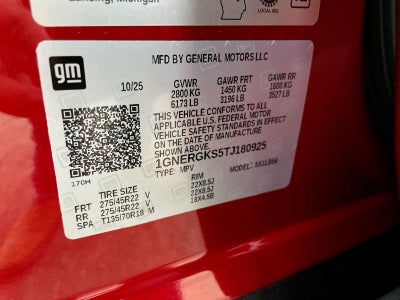 Lansing, Michigan
LOCAL 602
gm
MFD BY GENERAL MOTORS LLC
10/25 GVWR GAWR FRT GAWR RR
2800 KG 1450 KG 1600 KG
6173 LB 3196 LB 3527 LB
THIS VEHICLE CONFORMS TO ALL
APPLICABLE U.S. FEDERAL MOTOR
VEHICLE SAFETY STANDARDS IN EFFECT
ON THE DATE OF MANUFACTURE
SHOWN ABOVE.
1GNERGKS5TJ180925
170H TYPE: MPV MODEL: 551LB56
TIRE SIZE RIM
FRT 275/45R22 V 22X8.5J
RR 275/45R22 V 22X8.5J
SPA T135/70R18 M 18X4.5B